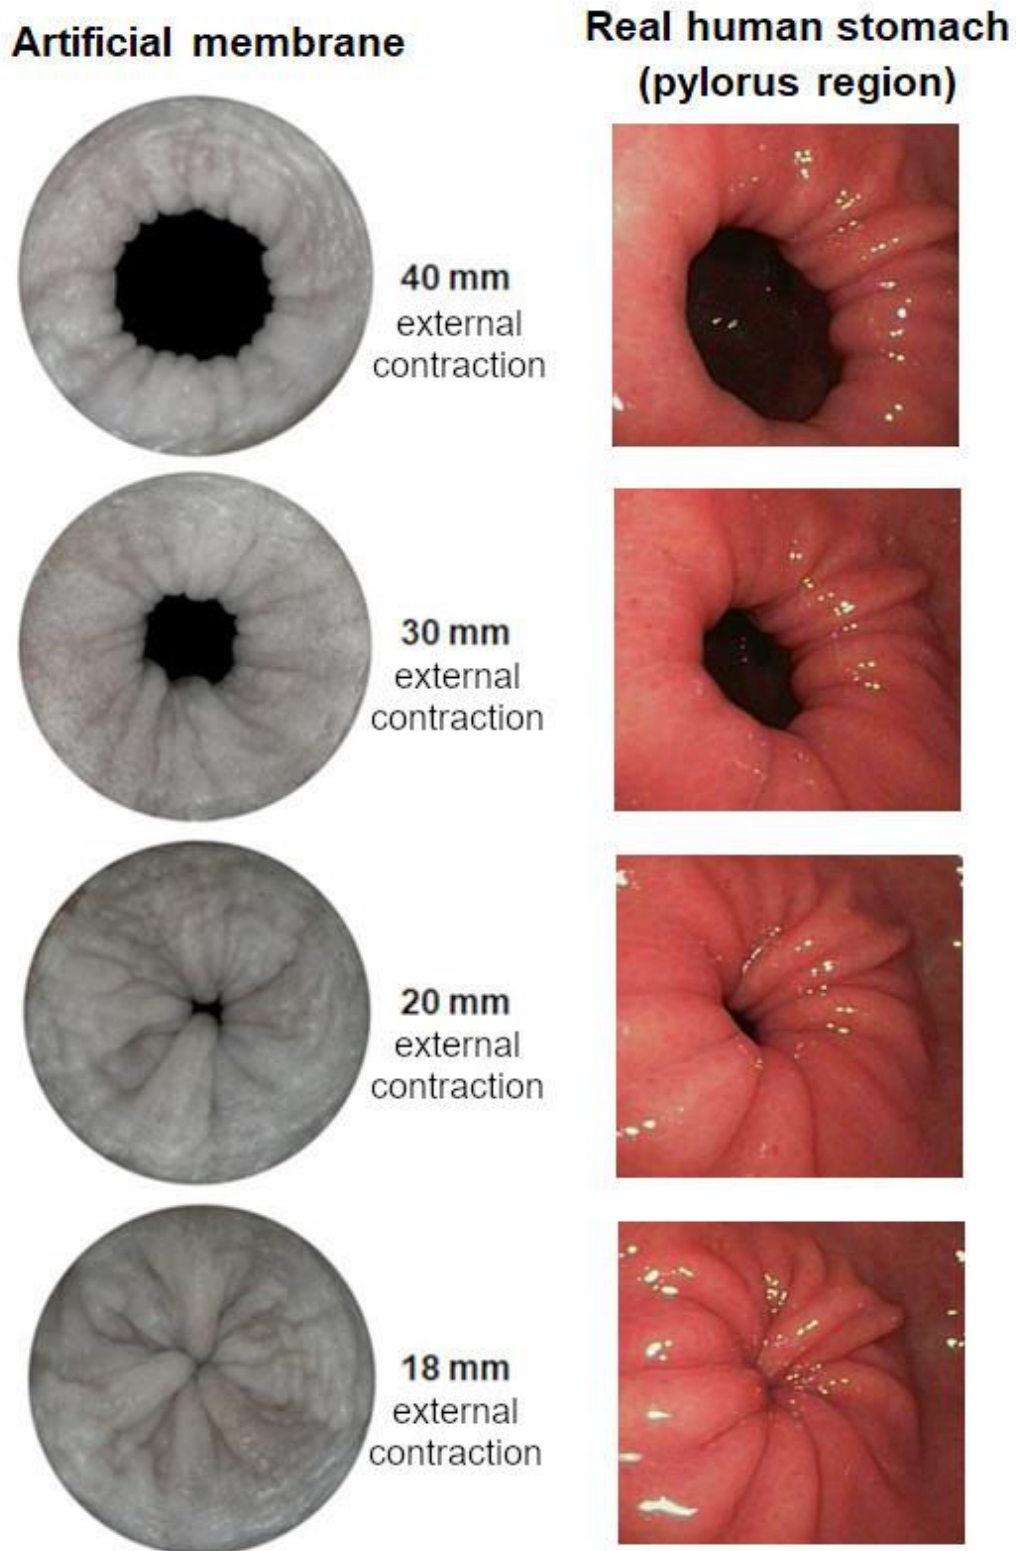 Artificial membrane
Real human stomach
(pylorus region)
40 mm
external
contraction
30 mm
external
contraction
20 mm
external
contraction
18 mm
external
contraction